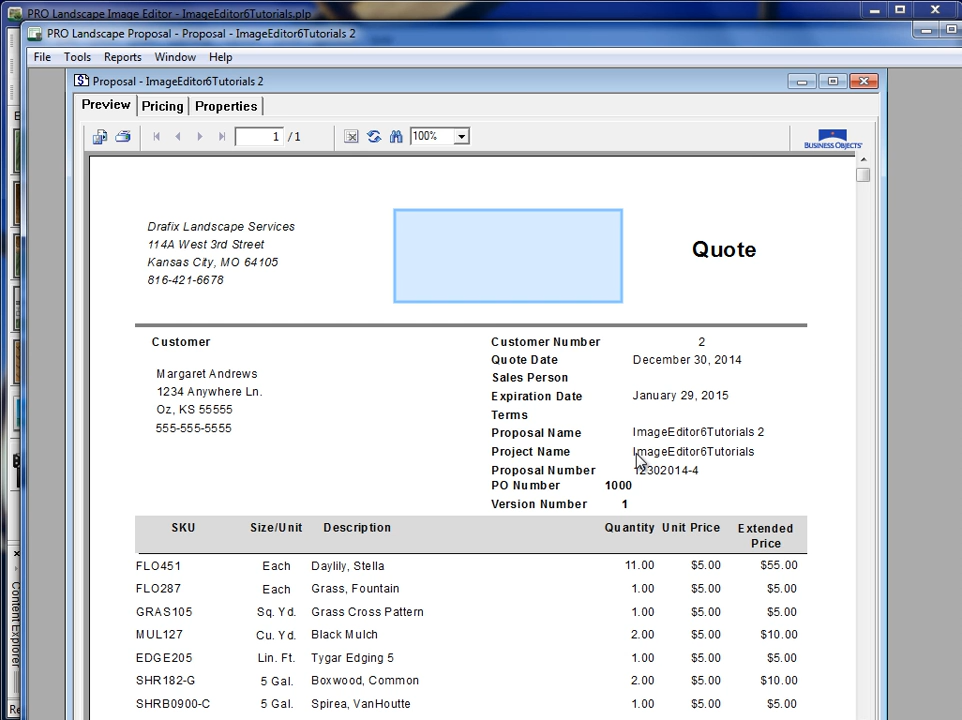 PRO Landscape Image Editor - ImageEditor6Tutorials.plp
PRO Landscape Proposal - Proposal - ImageEditor6Tutorials 2
File Tools Reports Window Help
Proposal - ImageEditor6Tutorials 2
Preview Pricing Properties
1 / 1 100%
BUSINESS OBJECTS
Drafix Landscape Services
114A West 3rd Street
Kansas City, MO 64105
816-421-6678
Quote
Customer
Margaret Andrews
1234 Anywhere Ln.
Oz, KS 55555
555-555-5555
Customer Number 2
Quote Date December 30, 2014
Sales Person
Expiration Date January 29, 2015
Terms
Proposal Name ImageEditor6Tutorials 2
Project Name ImageEditor6Tutorials
Proposal Number 12302014-4
PO Number 1000
Version Number 1
SKU Size/Unit Description Quantity Unit Price Extended Price
FLO451 Each Daylily, Stella 11.00 $5.00 $55.00
FLO287 Each Grass, Fountain 1.00 $5.00 $5.00
GRAS105 Sq. Yd. Grass Cross Pattern 1.00 $5.00 $5.00
MUL127 Cu. Yd. Black Mulch 2.00 $5.00 $10.00
EDGE205 Lin. Ft. Tygar Edging 5 1.00 $5.00 $5.00
SHR182-G 5 Gal. Boxwood, Common 2.00 $5.00 $10.00
SHRB0900-C 5 Gal. Spirea, VanHoutte 1.00 $5.00 $5.00
Content Explorer
Re